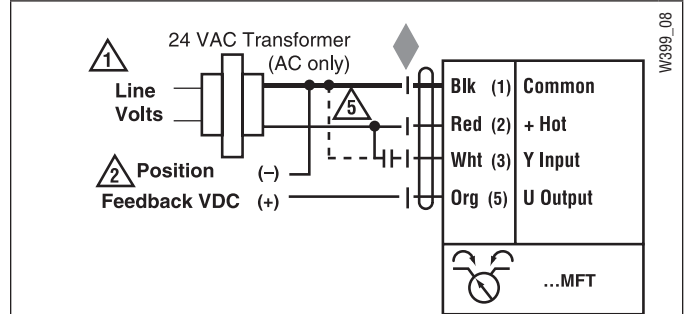 W399_08
24 VAC Transformer
(AC only)
1
Line
Volts
5
2 Position (–)
Feedback VDC (+)
Blk (1) Common
Red (2) + Hot
Wht (3) Y Input
Org (5) U Output
...MFT